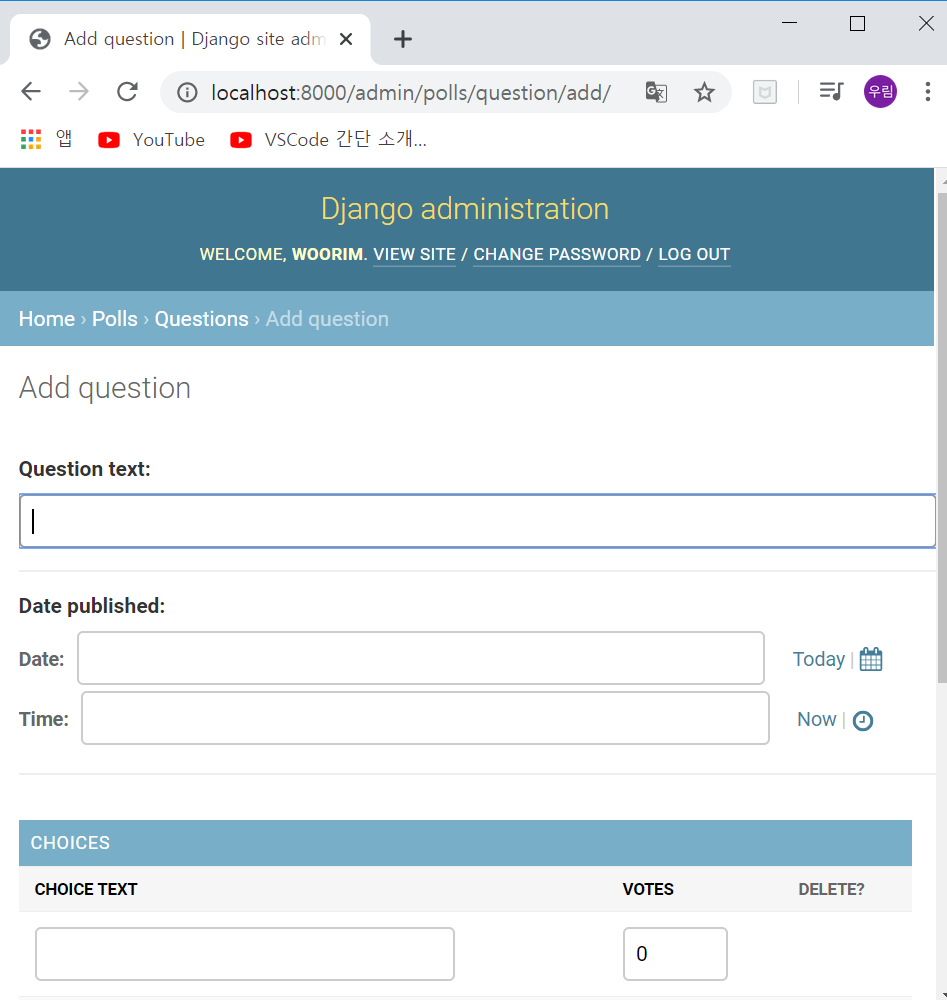 Add question | Django site adm
localhost:8000/admin/polls/question/add/
우림
앱 YouTube VSCode 간단 소개...
Django administration
WELCOME, WOORIM. VIEW SITE / CHANGE PASSWORD / LOG OUT
Home › Polls › Questions › Add question
Add question
Question text:
Date published:
Date: Today |
Time: Now |
CHOICES
CHOICE TEXT VOTES DELETE?
0